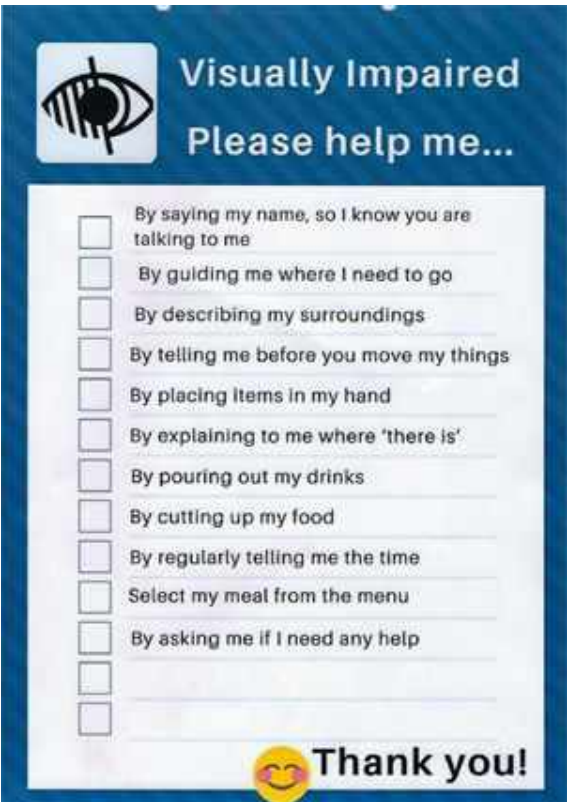 Visually Impaired
Please help me...
By saying my name, so I know you are
talking to me
By guiding me where I need to go
By describing my surroundings
By telling me before you move my things
By placing items in my hand
By explaining to me where 'there is'
By pouring out my drinks
By cutting up my food
By regularly telling me the time
Select my meal from the menu
By asking me if I need any help
Thank you!